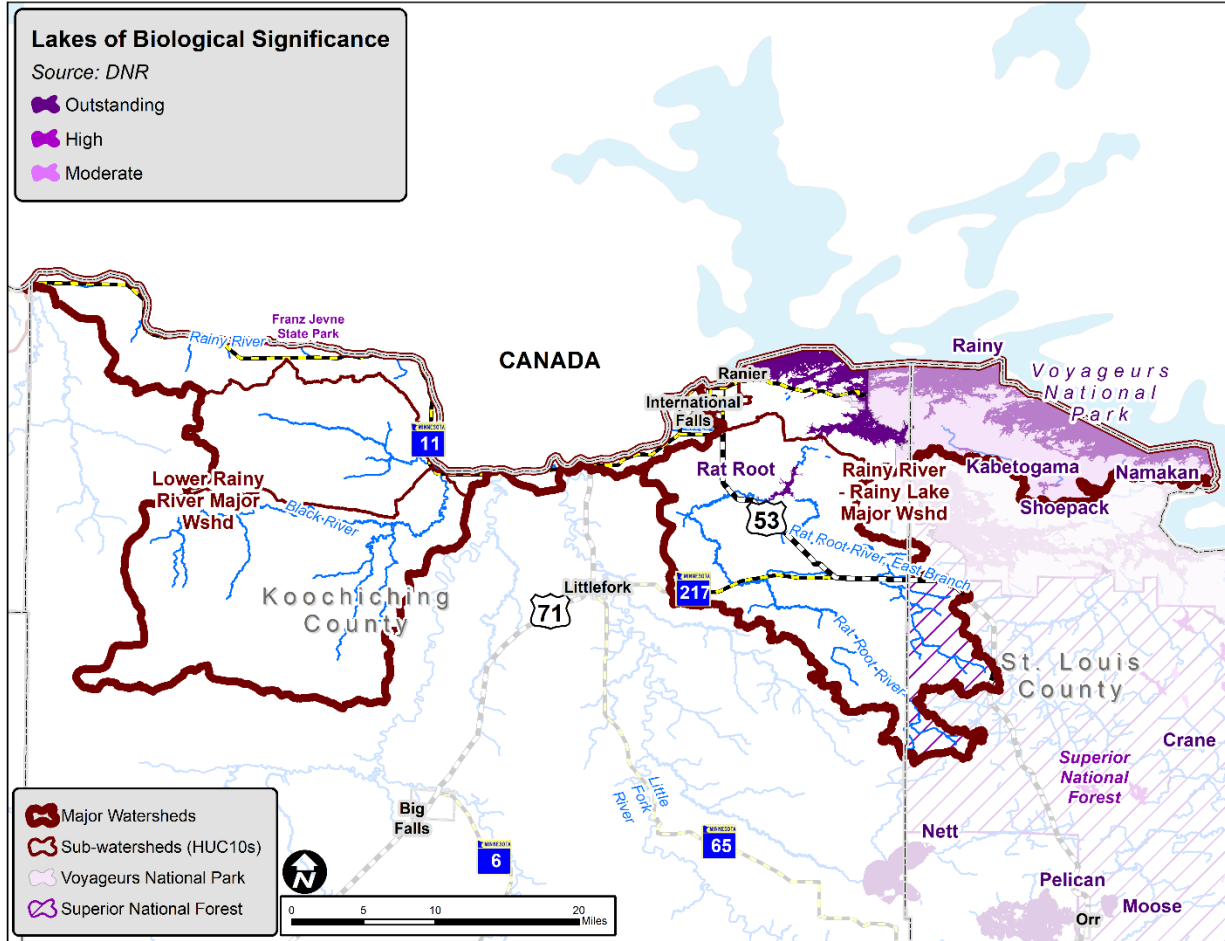 Lakes of Biological Significance
Source: DNR
Outstanding
High
Moderate
Franz Jevne
State Park
Rainy River
CANADA
Rainy
Voyageurs
National
Park
Ranier
International
Falls
MINNESOTA
11
Rat Root
Rainy River
- Rainy Lake
Major Wshd
Kabetogama
Namakan
Shoepack
Lower Rainy
River Major
Wshd
Black River
53
Rat Root River, East Branch
Koochiching
County
Littlefork
MINNESOTA
217
71
Rat Root River
St. Louis
County
Crane
Superior
National
Forest
Little
Fork
River
Big
Falls
MINNESOTA
6
MINNESOTA
65
Nett
Pelican
Moose
Orr
Major Watersheds
Sub-watersheds (HUC10s)
Voyageurs National Park
Superior National Forest
N
0 5 10 20
Miles